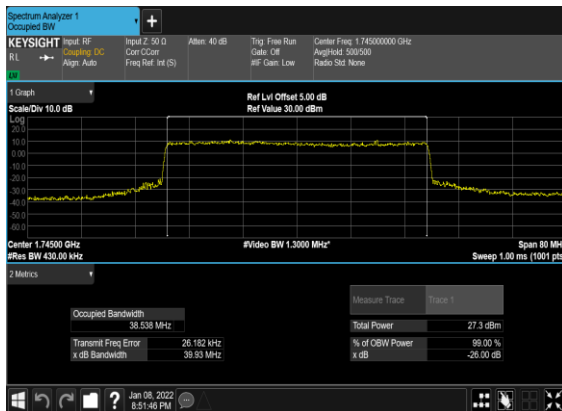 Spectrum Analyzer 1
Occupied BW
KEYSIGHT Input: RF Input Z: 50 Ω Atten: 40 dB Trig: Free Run Center Freq: 1.745000000 GHz
RL Coupling: DC Corr CCorr Gate: Off Avg|Hold: 500/500
Align: Auto Freq Ref: Int (S) #IF Gain: Low Radio Std: None
1 Graph
Ref Lvl Offset 5.00 dB
Scale/Div 10.0 dB Ref Value 30.00 dBm
Log
20.0
10.0
0.00
-10.0
-20.0
-30.0
-40.0
-50.0
-60.0
Center 1.74500 GHz #Video BW 1.3000 MHz* Span 80 MH
#Res BW 430.00 kHz Sweep 1.00 ms (1001 pts
2 Metrics
Measure Trace Trace 1
Occupied Bandwidth
38.538 MHz
Total Power 27.3 dBm
Transmit Freq Error 26.182 kHz % of OBW Power 99.00 %
x dB Bandwidth 39.93 MHz x dB -26.00 dB
Jan 08, 2022
8:51:46 PM